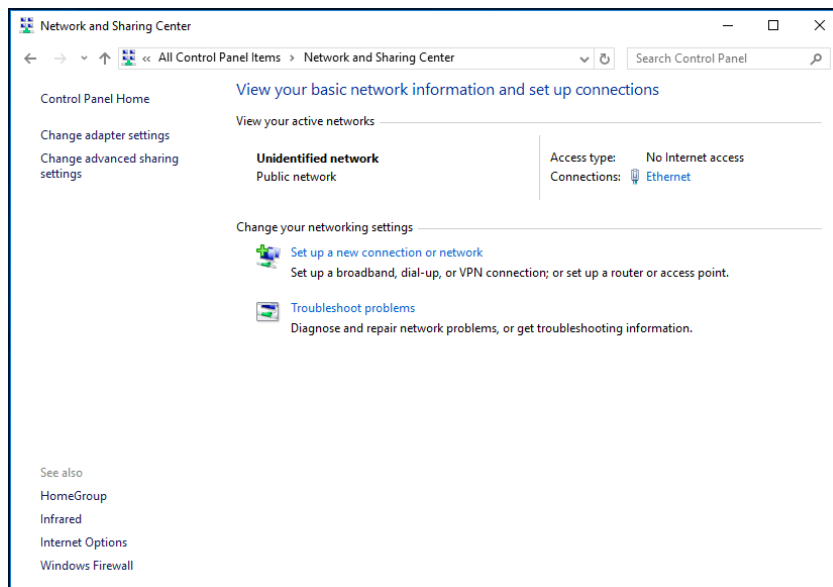 Network and Sharing Center
« All Control Panel Items > Network and Sharing Center
Search Control Panel
Control Panel Home
Change adapter settings
Change advanced sharing
settings
View your basic network information and set up connections
View your active networks
Unidentified network
Public network
Access type: No Internet access
Connections: Ethernet
Change your networking settings
Set up a new connection or network
Set up a broadband, dial-up, or VPN connection; or set up a router or access point.
Troubleshoot problems
Diagnose and repair network problems, or get troubleshooting information.
See also
HomeGroup
Infrared
Internet Options
Windows Firewall